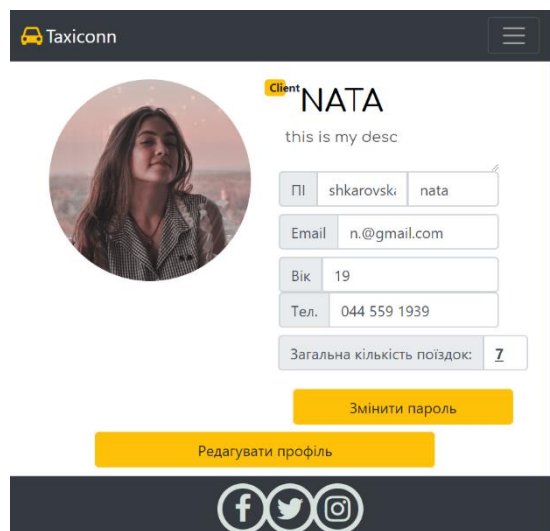 Taxiconn
Client
NATA
this is my desc
ПІ shkarovska nata
Email n.@gmail.com
Вік 19
Тел. 044 559 1939
Загальна кількість поїздок: 7
Змінити пароль
Редагувати профіль